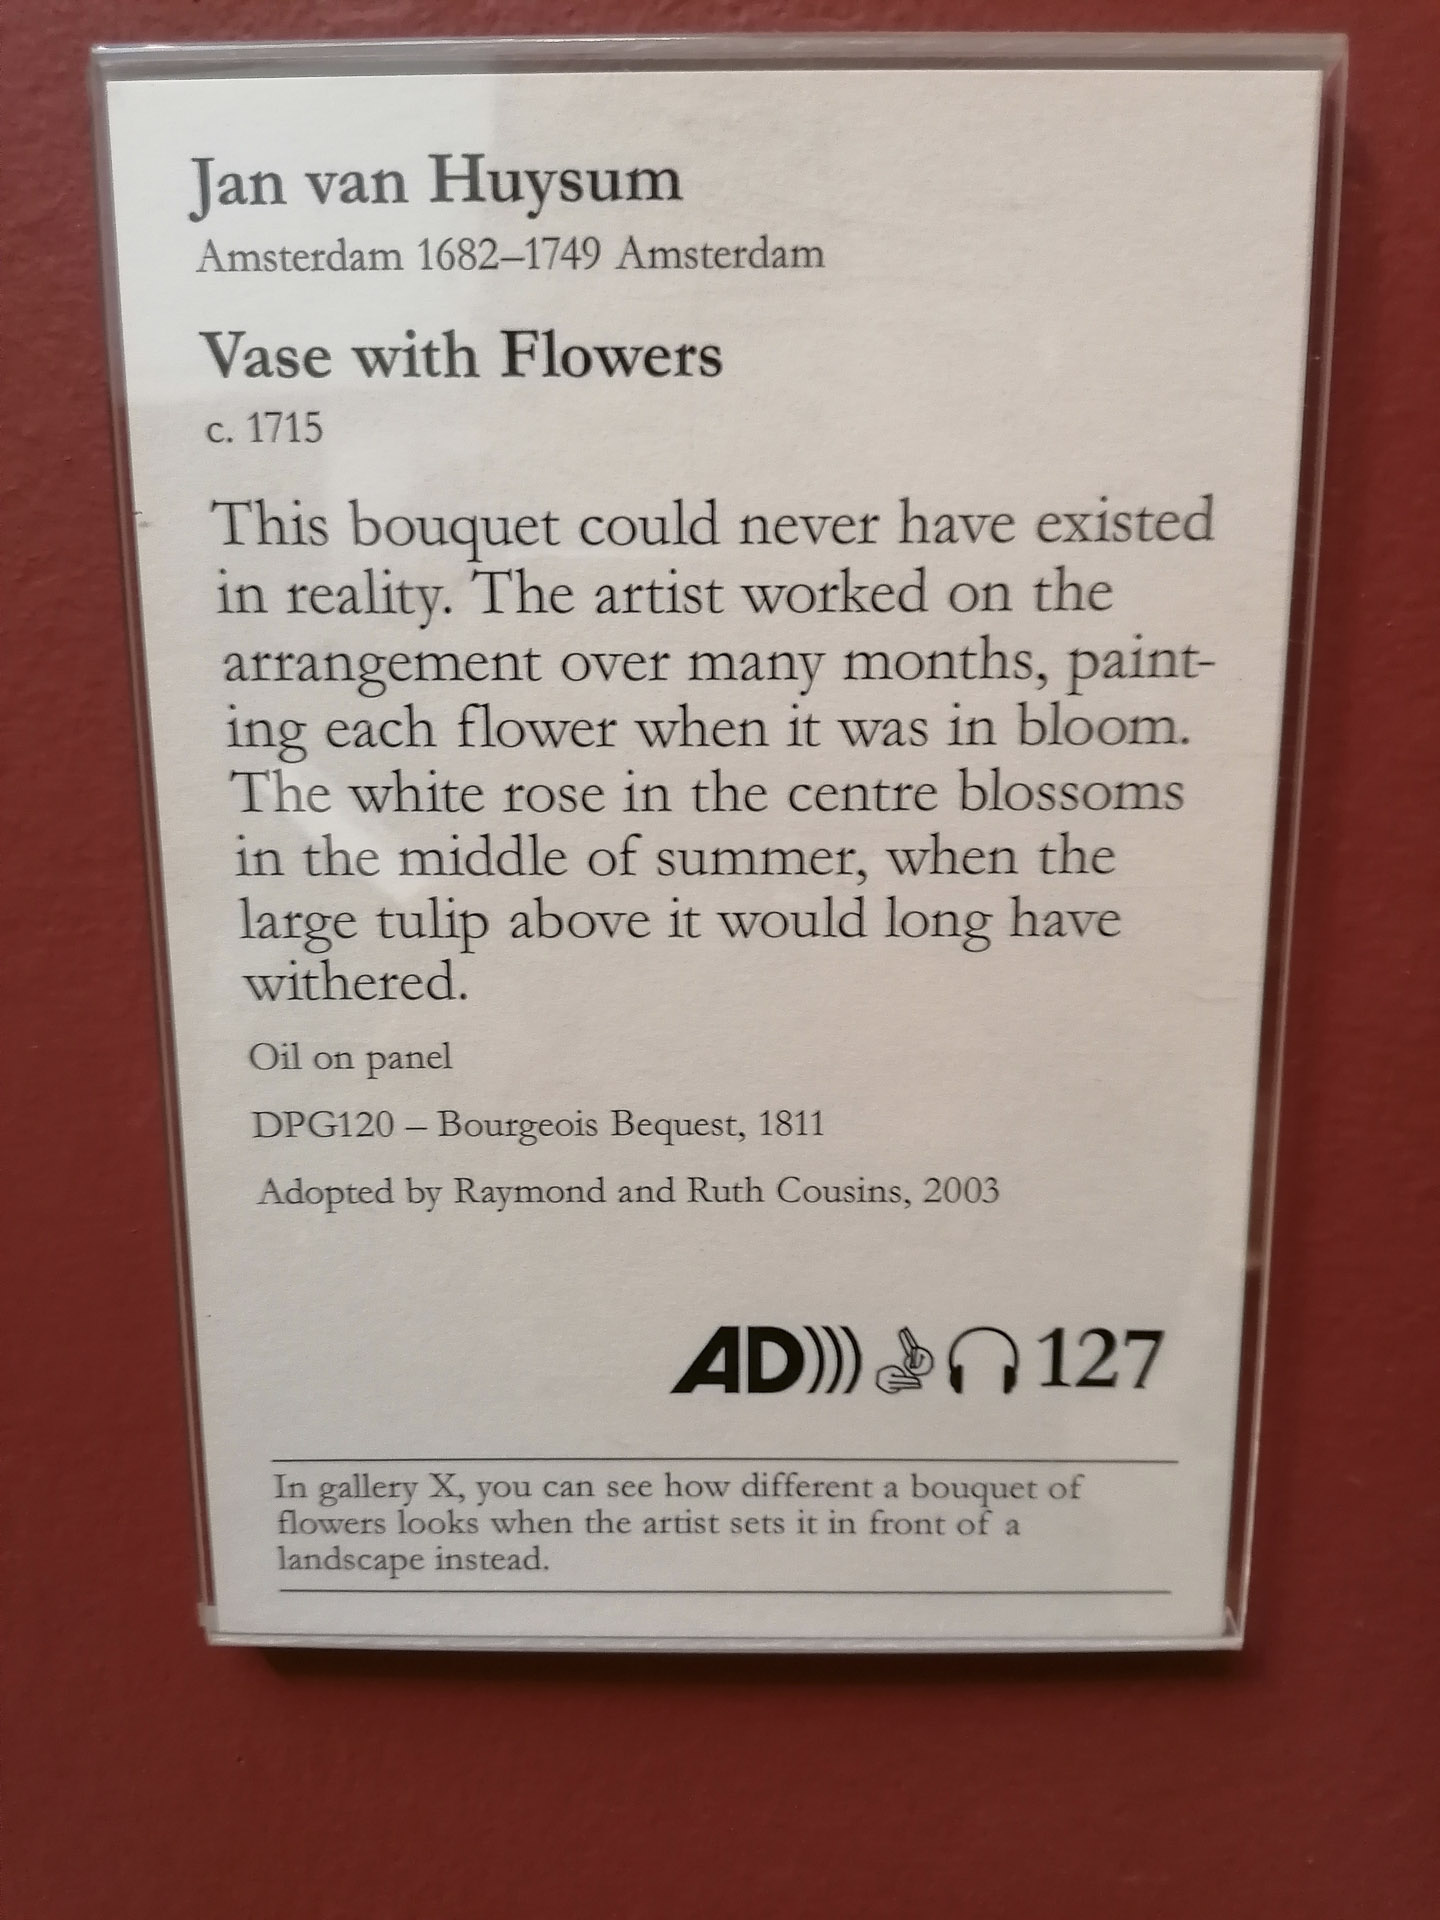 Jan van Huysum
Amsterdam 1682–1749 Amsterdam
Vase with Flowers
c. 1715
This bouquet could never have existed
in reality. The artist worked on the
arrangement over many months, paint-
ing each flower when it was in bloom.
The white rose in the centre blossoms
in the middle of summer, when the
large tulip above it would long have
withered.
Oil on panel
DPG120 – Bourgeois Bequest, 1811
Adopted by Raymond and Ruth Cousins, 2003
AD))) 127
In gallery X, you can see how different a bouquet of
flowers looks when the artist sets it in front of a
landscape instead.